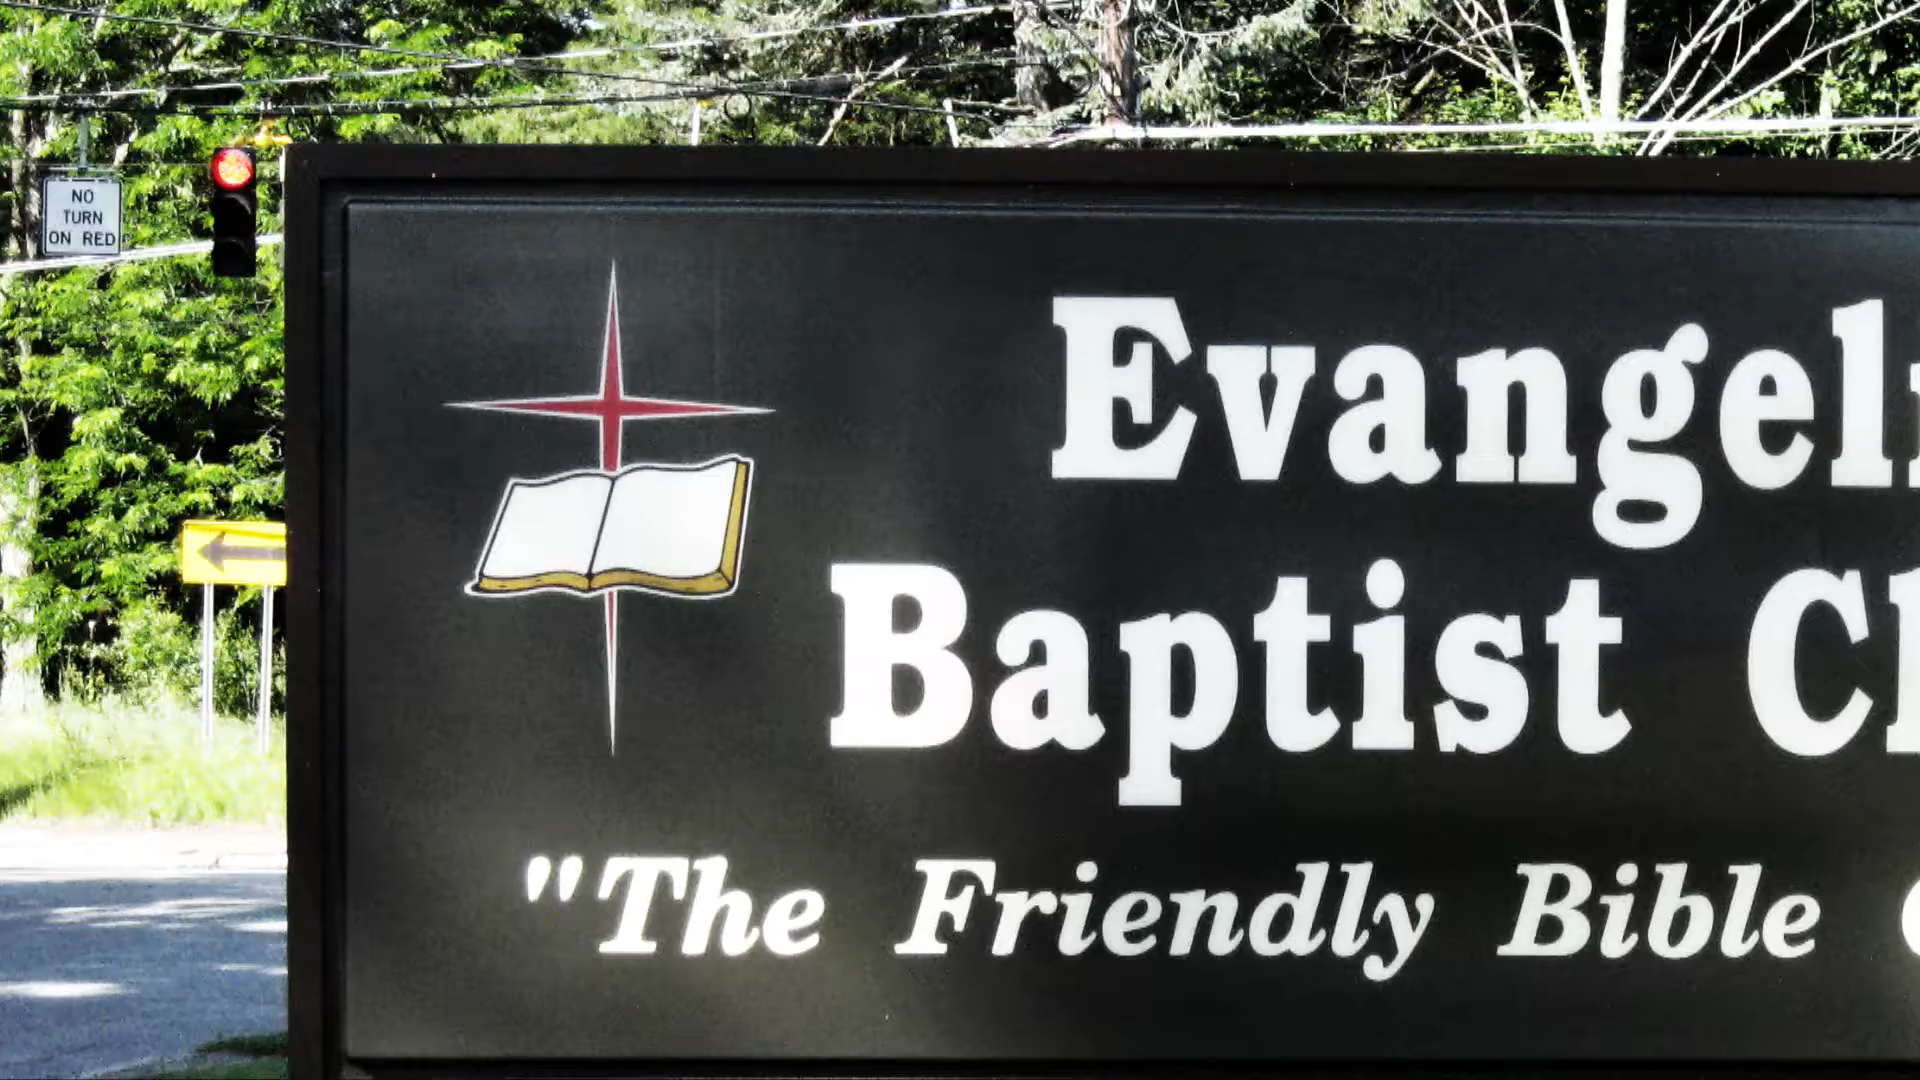 NO
TURN
ON RED
Evangel
Baptist
"The Friendly Bible